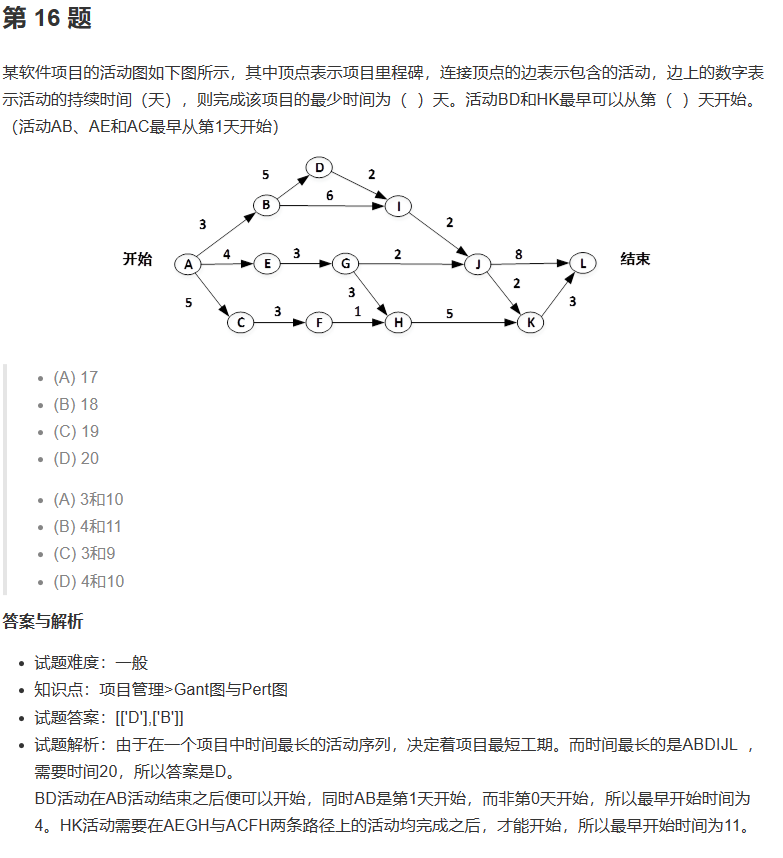 第 16 题
某软件项目的活动图如下图所示，其中顶点表示项目里程碑，连接顶点的边表示包含的活动，边上的数字表
示活动的持续时间（天），则完成该项目的最少时间为（ ）天。活动BD和HK最早可以从第（ ）天开始。
（活动AB、AE和AC最早从第1天开始）
D
5
2
B
6
I
3
2
开始
A
4
E
3
G
2
J
8
L
结束
5
3
2
3
C
3
F
1
H
5
K
(A) 17
(B) 18
(C) 19
(D) 20
(A) 3和10
(B) 4和11
(C) 3和9
(D) 4和10
答案与解析
试题难度：一般
知识点：项目管理>Gant图与Pert图
试题答案：[['D'],['B']]
试题解析：由于在一个项目中时间最长的活动序列，决定着项目最短工期。而时间最长的是ABDIJL ，
需要时间20，所以答案是D。
BD活动在AB活动结束之后便可以开始，同时AB是第1天开始，而非第0天开始，所以最早开始时间为
4。HK活动需要在AEGH与ACFH两条路径上的活动均完成之后，才能开始，所以最早开始时间为11。